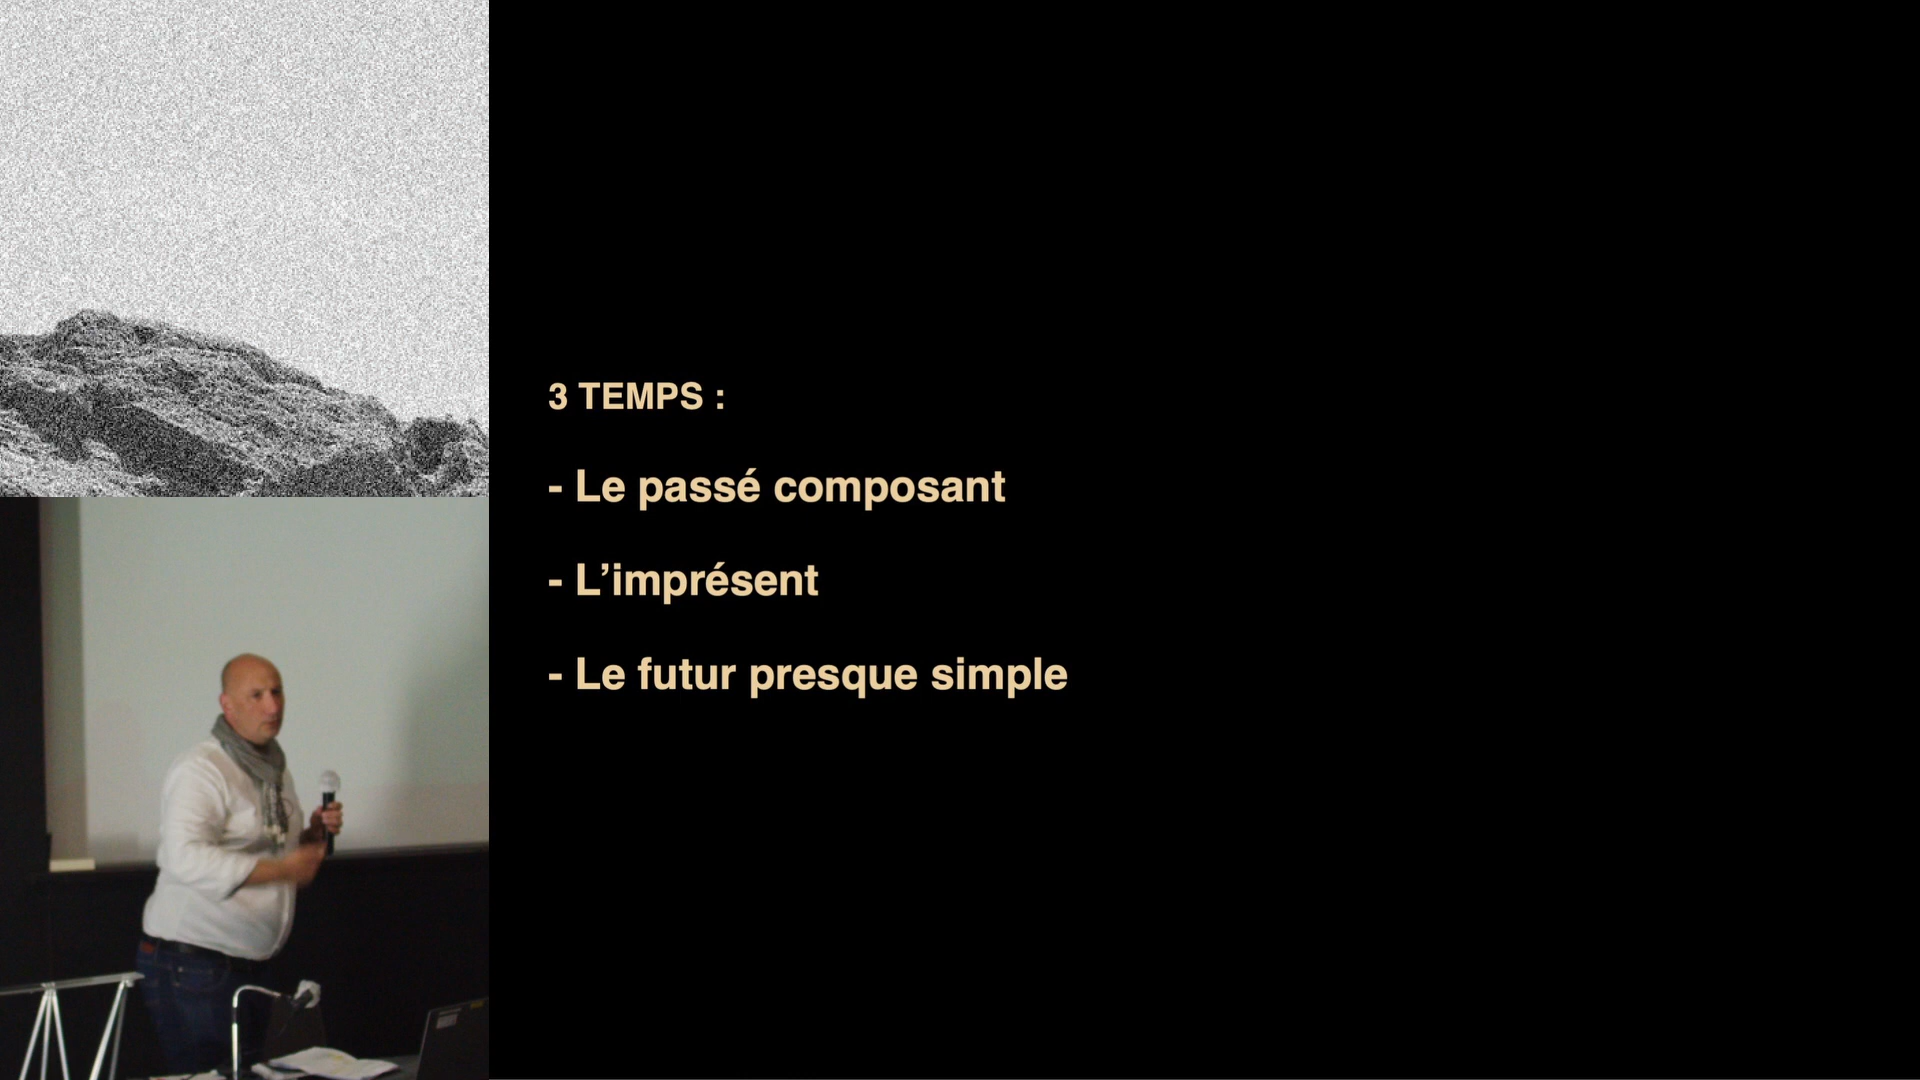 3 TEMPS :
- Le passé composant
- L’imprésent
- Le futur presque simple